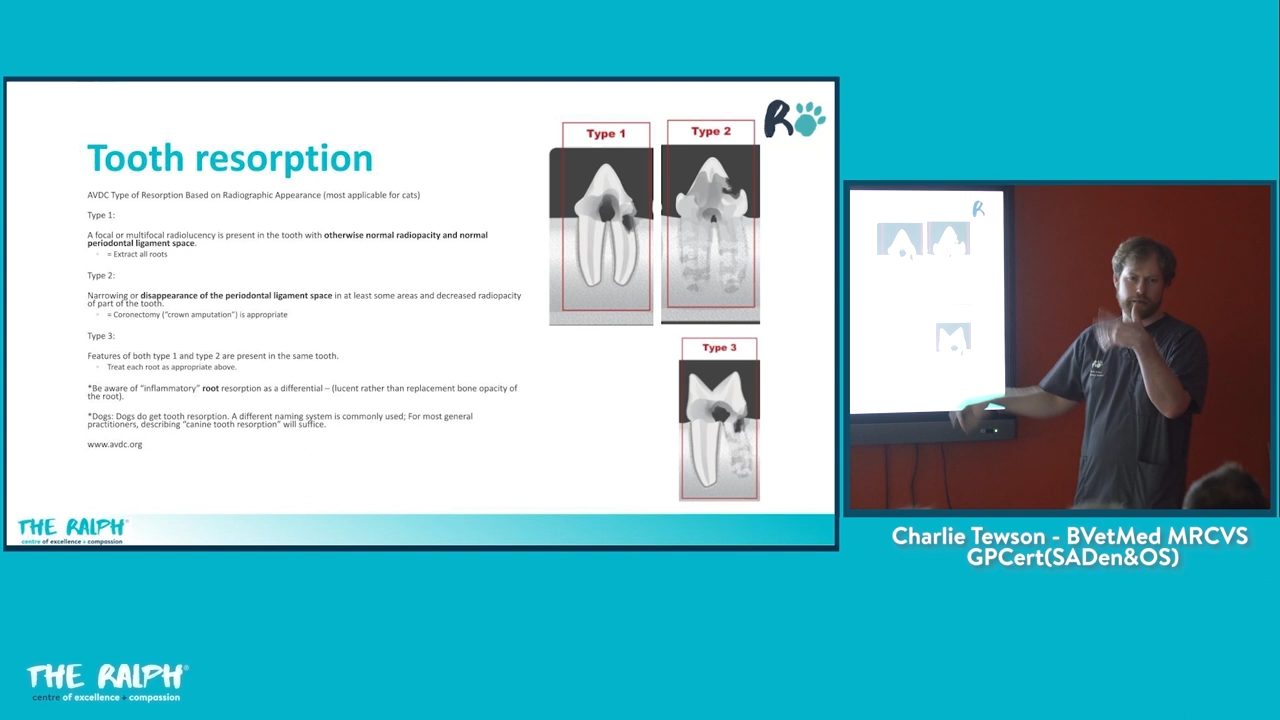 Tooth resorption
AVDC Type of Resorption Based on Radiographic Appearance (most applicable for cats)
Type 1:
A focal or multifocal radiolucency is present in the tooth with otherwise normal radiopacity and normal
periodontal ligament space.
= Extract all roots
Type 2:
Narrowing or disappearance of the periodontal ligament space in at least some areas and decreased radiopacity
of part of the tooth.
= Coronectomy ("crown amputation") is appropriate
Type 3:
Features of both type 1 and type 2 are present in the same tooth.
Treat each root as appropriate above.
*Be aware of "inflammatory" root resorption as a differential – (lucent rather than replacement bone opacity of
the root).
*Dogs: Dogs do get tooth resorption. A different naming system is commonly used; For most general
practitioners, describing "canine tooth resorption" will suffice.
www.avdc.org
Type 1
Type 2
Type 3
R
THE RALPH®
centre of excellence + compassion
R
Charlie Tewson - BVetMed MRCVS
GPCert(SADen&OS)
THE RALPH®
centre of excellence + compassion